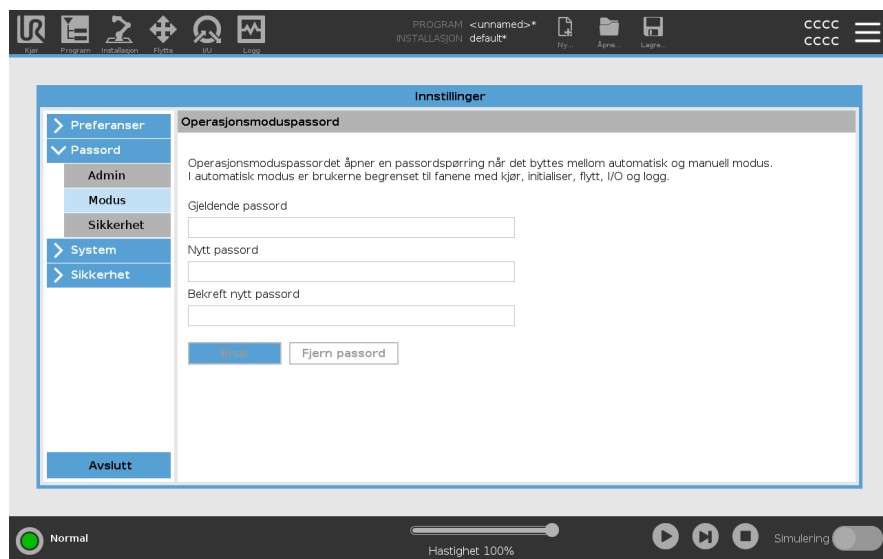 PROGRAM <unnamed>*
INSTALLASJON default*
CCCC
CCCC
Kjør Program Installasjon Flytte I/U Logg Ny... Åpne... Lagre...
Innstillinger
Preferanser
Passord
Admin
Modus
Sikkerhet
System
Sikkerhet
Avslutt
Operasjonsmoduspassord
Operasjonsmoduspassordet åpner en passordspørring når det byttes mellom automatisk og manuell modus.
I automatisk modus er brukerne begrenset til fanene med kjør, initialiser, flytt, I/O og logg.
Gjeldende passord
Nytt passord
Bekreft nytt passord
Bruk Fjern passord
Normal
Hastighet 100%
Simulering